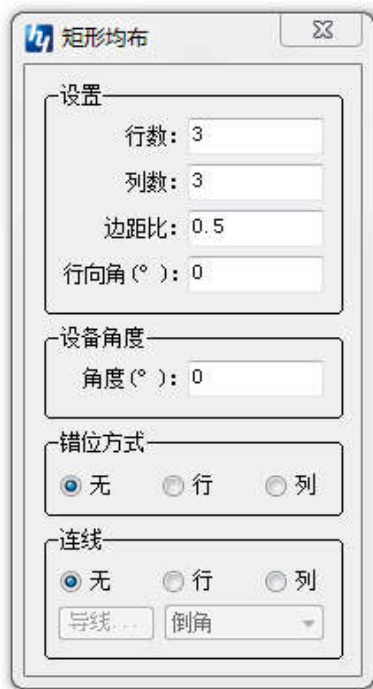 矩形均布
设置
行数: 3
列数: 3
边距比: 0.5
行向角(°): 0
设备角度
角度(°): 0
错位方式
无 行 列
连线
无 行 列
导线... 倒角